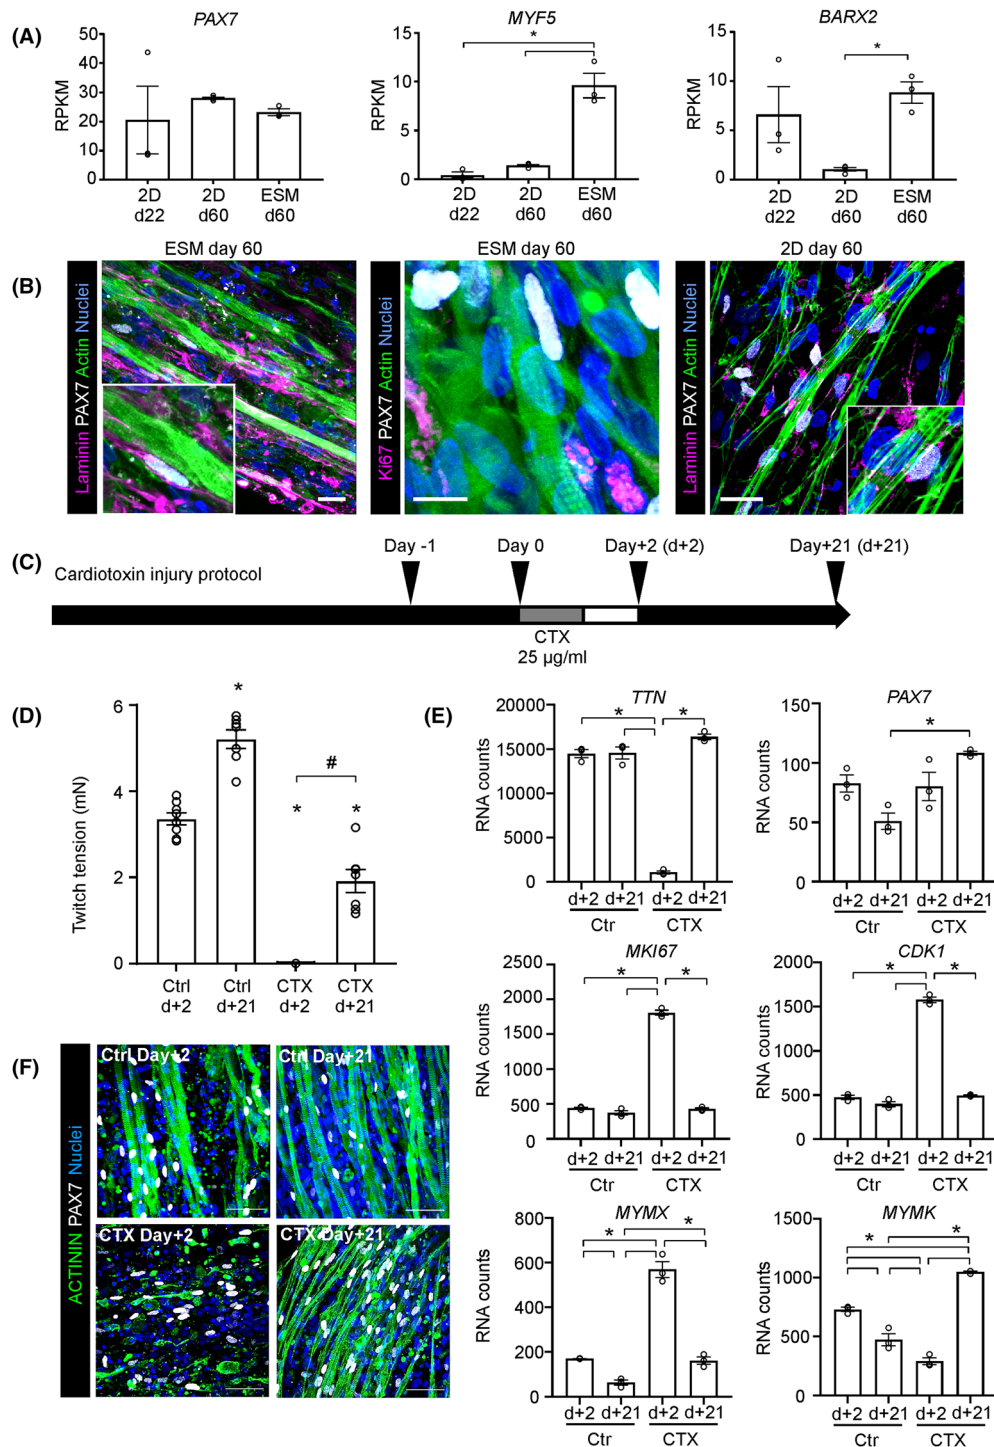 (A)
PAX7
RPKM
50
40
30
20
10
0
2D d22
2D d60
ESM d60
MYF5
*
RPKM
15
10
5
0
2D d22
2D d60
ESM d60
BARX2
*
RPKM
15
10
5
0
2D d22
2D d60
ESM d60
(B)
ESM day 60
Laminin PAX7 Actin Nuclei
ESM day 60
Ki67 PAX7 Actin Nuclei
2D day 60
Laminin PAX7 Actin Nuclei
(C)
Cardiotoxin injury protocol
Day -1
Day 0
Day+2 (d+2)
Day+21 (d+21)
CTX
25 µg/ml
(D)
Twitch tension (mN)
6
4
2
0
*
*
#
*
Ctrl d+2
Ctrl d+21
CTX d+2
CTX d+21
(E)
TTN
RNA counts
20000
15000
10000
5000
0
* *
d+2 d+21 d+2 d+21
Ctr CTX
PAX7
RNA counts
150
100
50
0
*
d+2 d+21 d+2 d+21
Ctr CTX
MKI67
RNA counts
2500
2000
1500
1000
500
0
* *
d+2 d+21 d+2 d+21
Ctr CTX
CDK1
RNA counts
2000
1500
1000
500
0
* *
d+2 d+21 d+2 d+21
Ctr CTX
MYMX
RNA counts
800
600
400
200
0
* *
d+2 d+21 d+2 d+21
Ctr CTX
MYMK
RNA counts
1500
1000
500
0
* *
d+2 d+21 d+2 d+21
Ctr CTX
(F)
ACTININ PAX7 Nuclei
Ctrl Day+2
Ctrl Day+21
CTX Day+2
CTX Day+21